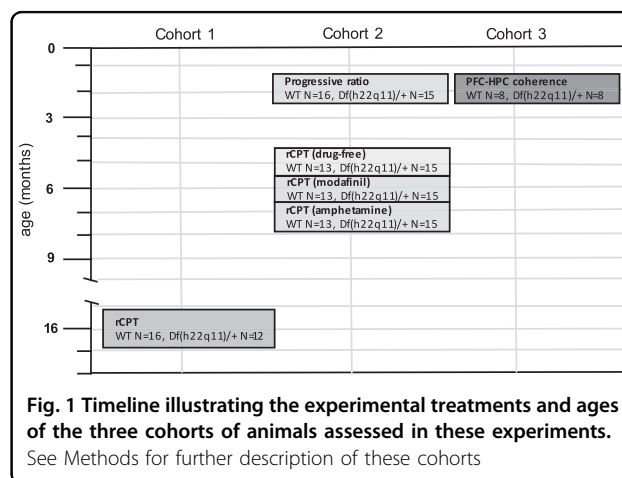 Cohort 1 Cohort 2 Cohort 3
0
Progressive ratio
WT N=16, Df(h22q11)/+ N=15
PFC-HPC coherence
WT N=8, Df(h22q11)/+ N=8
3
rCPT (drug-free)
WT N=13, Df(h22q11)/+ N=15
rCPT (modafinil)
WT N=13, Df(h22q11)/+ N=15
rCPT (amphetamine)
WT N=13, Df(h22q11)/+ N=15
6
age (months)
9
rCPT
WT N=16, Df(h22q11)/+ N=12
16
Fig. 1 Timeline illustrating the experimental treatments and ages
of the three cohorts of animals assessed in these experiments.
See Methods for further description of these cohorts